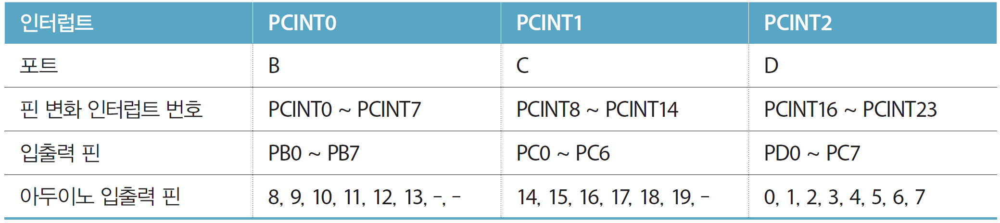 인터럽트 PCINT0 PCINT1 PCINT2
포트 B C D
핀 변화 인터럽트 번호 PCINT0 ~ PCINT7 PCINT8 ~ PCINT14 PCINT16 ~ PCINT23
입출력 핀 PB0 ~ PB7 PC0 ~ PC6 PD0 ~ PC7
아두이노 입출력 핀 8, 9, 10, 11, 12, 13, -, - 14, 15, 16, 17, 18, 19, - 0, 1, 2, 3, 4, 5, 6, 7